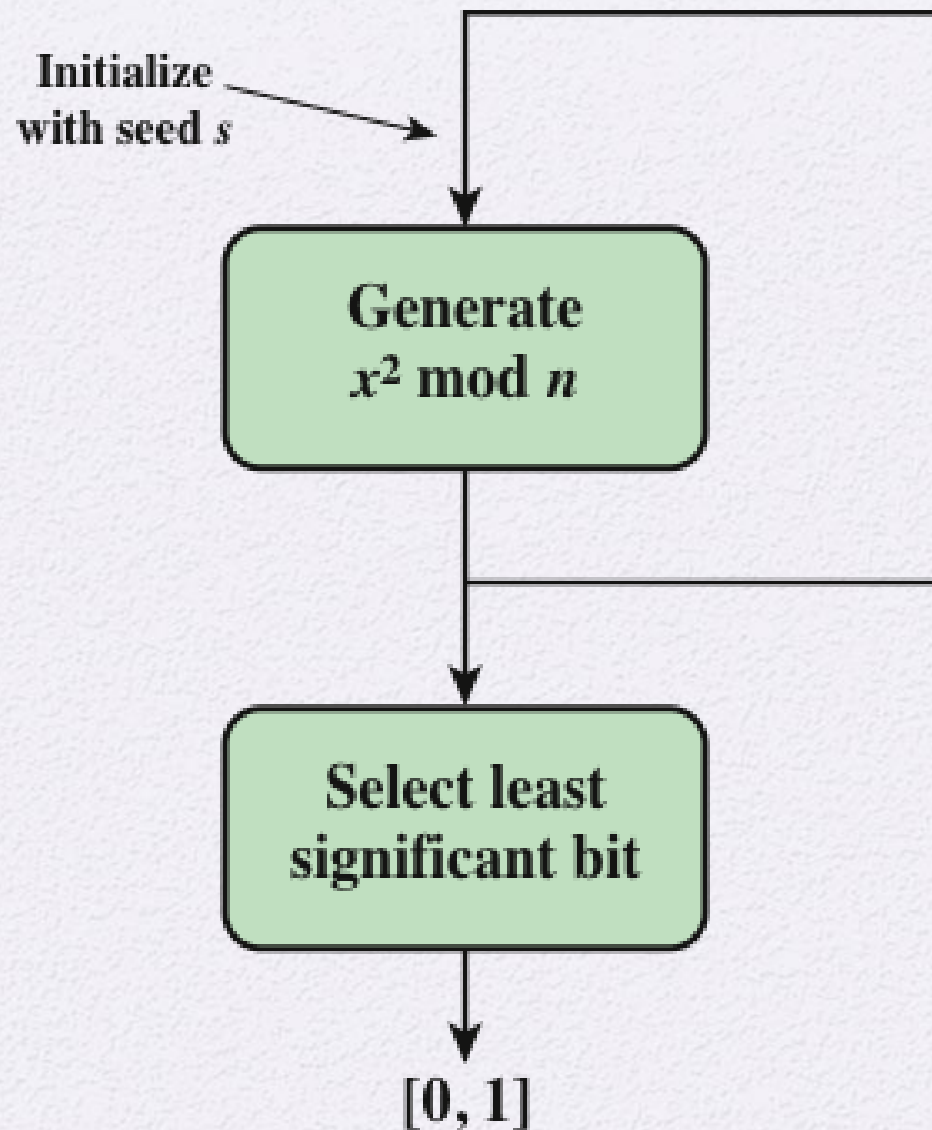 Initialize
with seed s
Generate
x² mod n
Select least
significant bit
[0, 1]